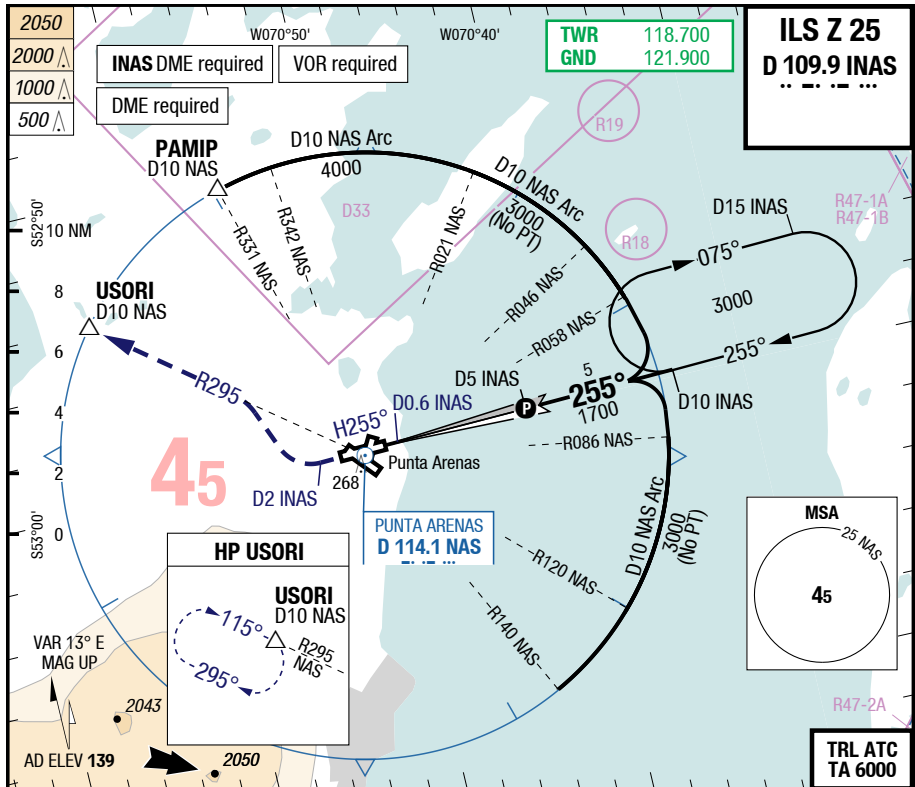 2050
2000
1000
500
W070°50'
W070°40'
INAS DME required
VOR required
DME required
TWR 118.700
GND 121.900
ILS Z 25
D 109.9 INAS
PAMIP
D10 NAS
D10 NAS Arc
4000
D10 NAS Arc
3000
(No PT)
R19
R18
D33
R47-1A
R47-1B
D15 INAS
075°
3000
255°
D10 INAS
R331 NAS
R342 NAS
R021 NAS
R046 NAS
R058 NAS
R086 NAS
S52°50'
10 NM
8
6
4
2
0
S53°00'
USORI
D10 NAS
R295
D5 INAS
P
5
255°
1700
D0.6 INAS
H255°
Punta Arenas
268
D2 INAS
45
PUNTA ARENAS
D 114.1 NAS
R120 NAS
R140 NAS
D10 NAS Arc
3000
(No PT)
HP USORI
USORI
D10 NAS
115°
R295
NAS
295°
MSA
25 NAS
45
VAR 13° E
MAG UP
2043
2050
AD ELEV 139
R47-2A
TRL ATC
TA 6000